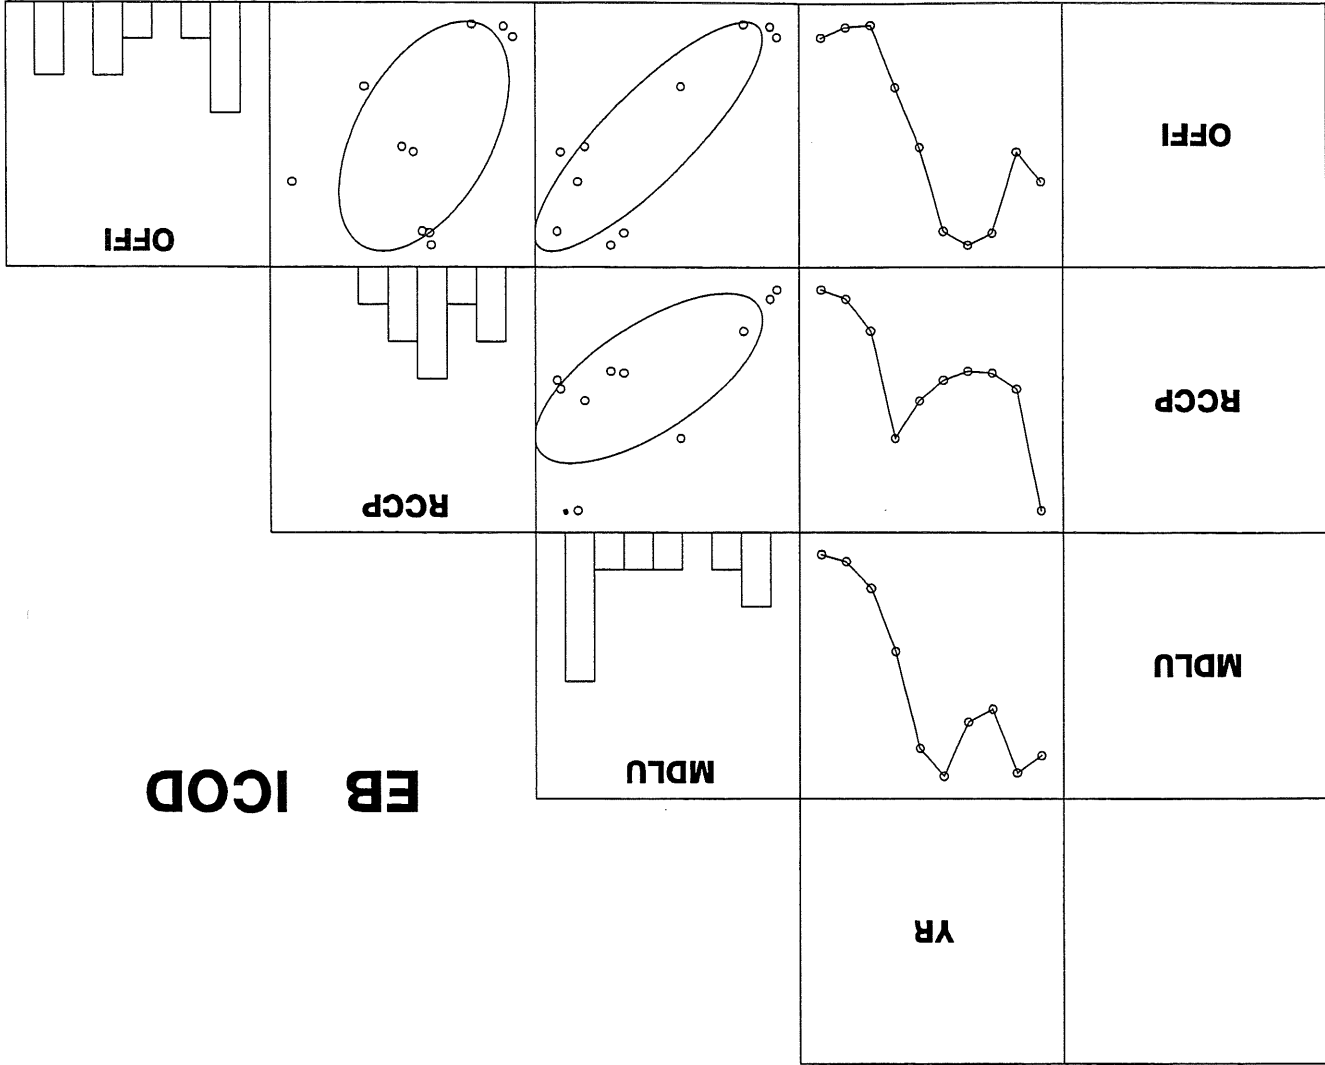 YR
MDLU
EB ICOD
MDLU
RCCP
RCCP
OFFI
OFFI